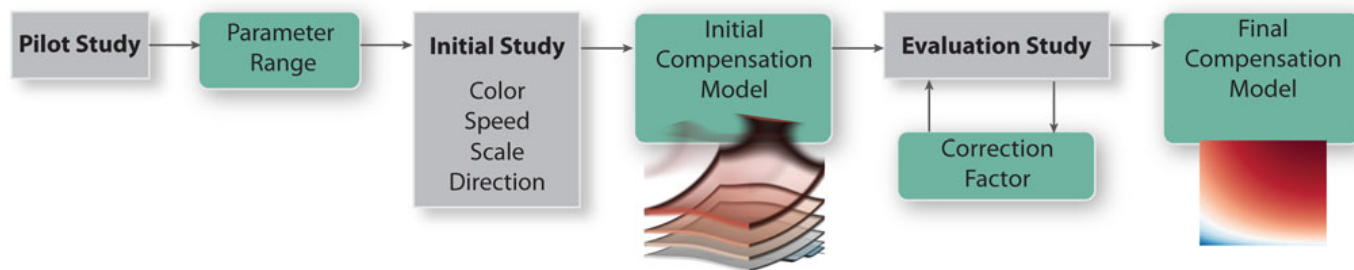 Pilot Study
Parameter
Range
Initial Study
Color
Speed
Scale
Direction
Initial
Compensation
Model
Evaluation Study
Correction
Factor
Final
Compensation
Model